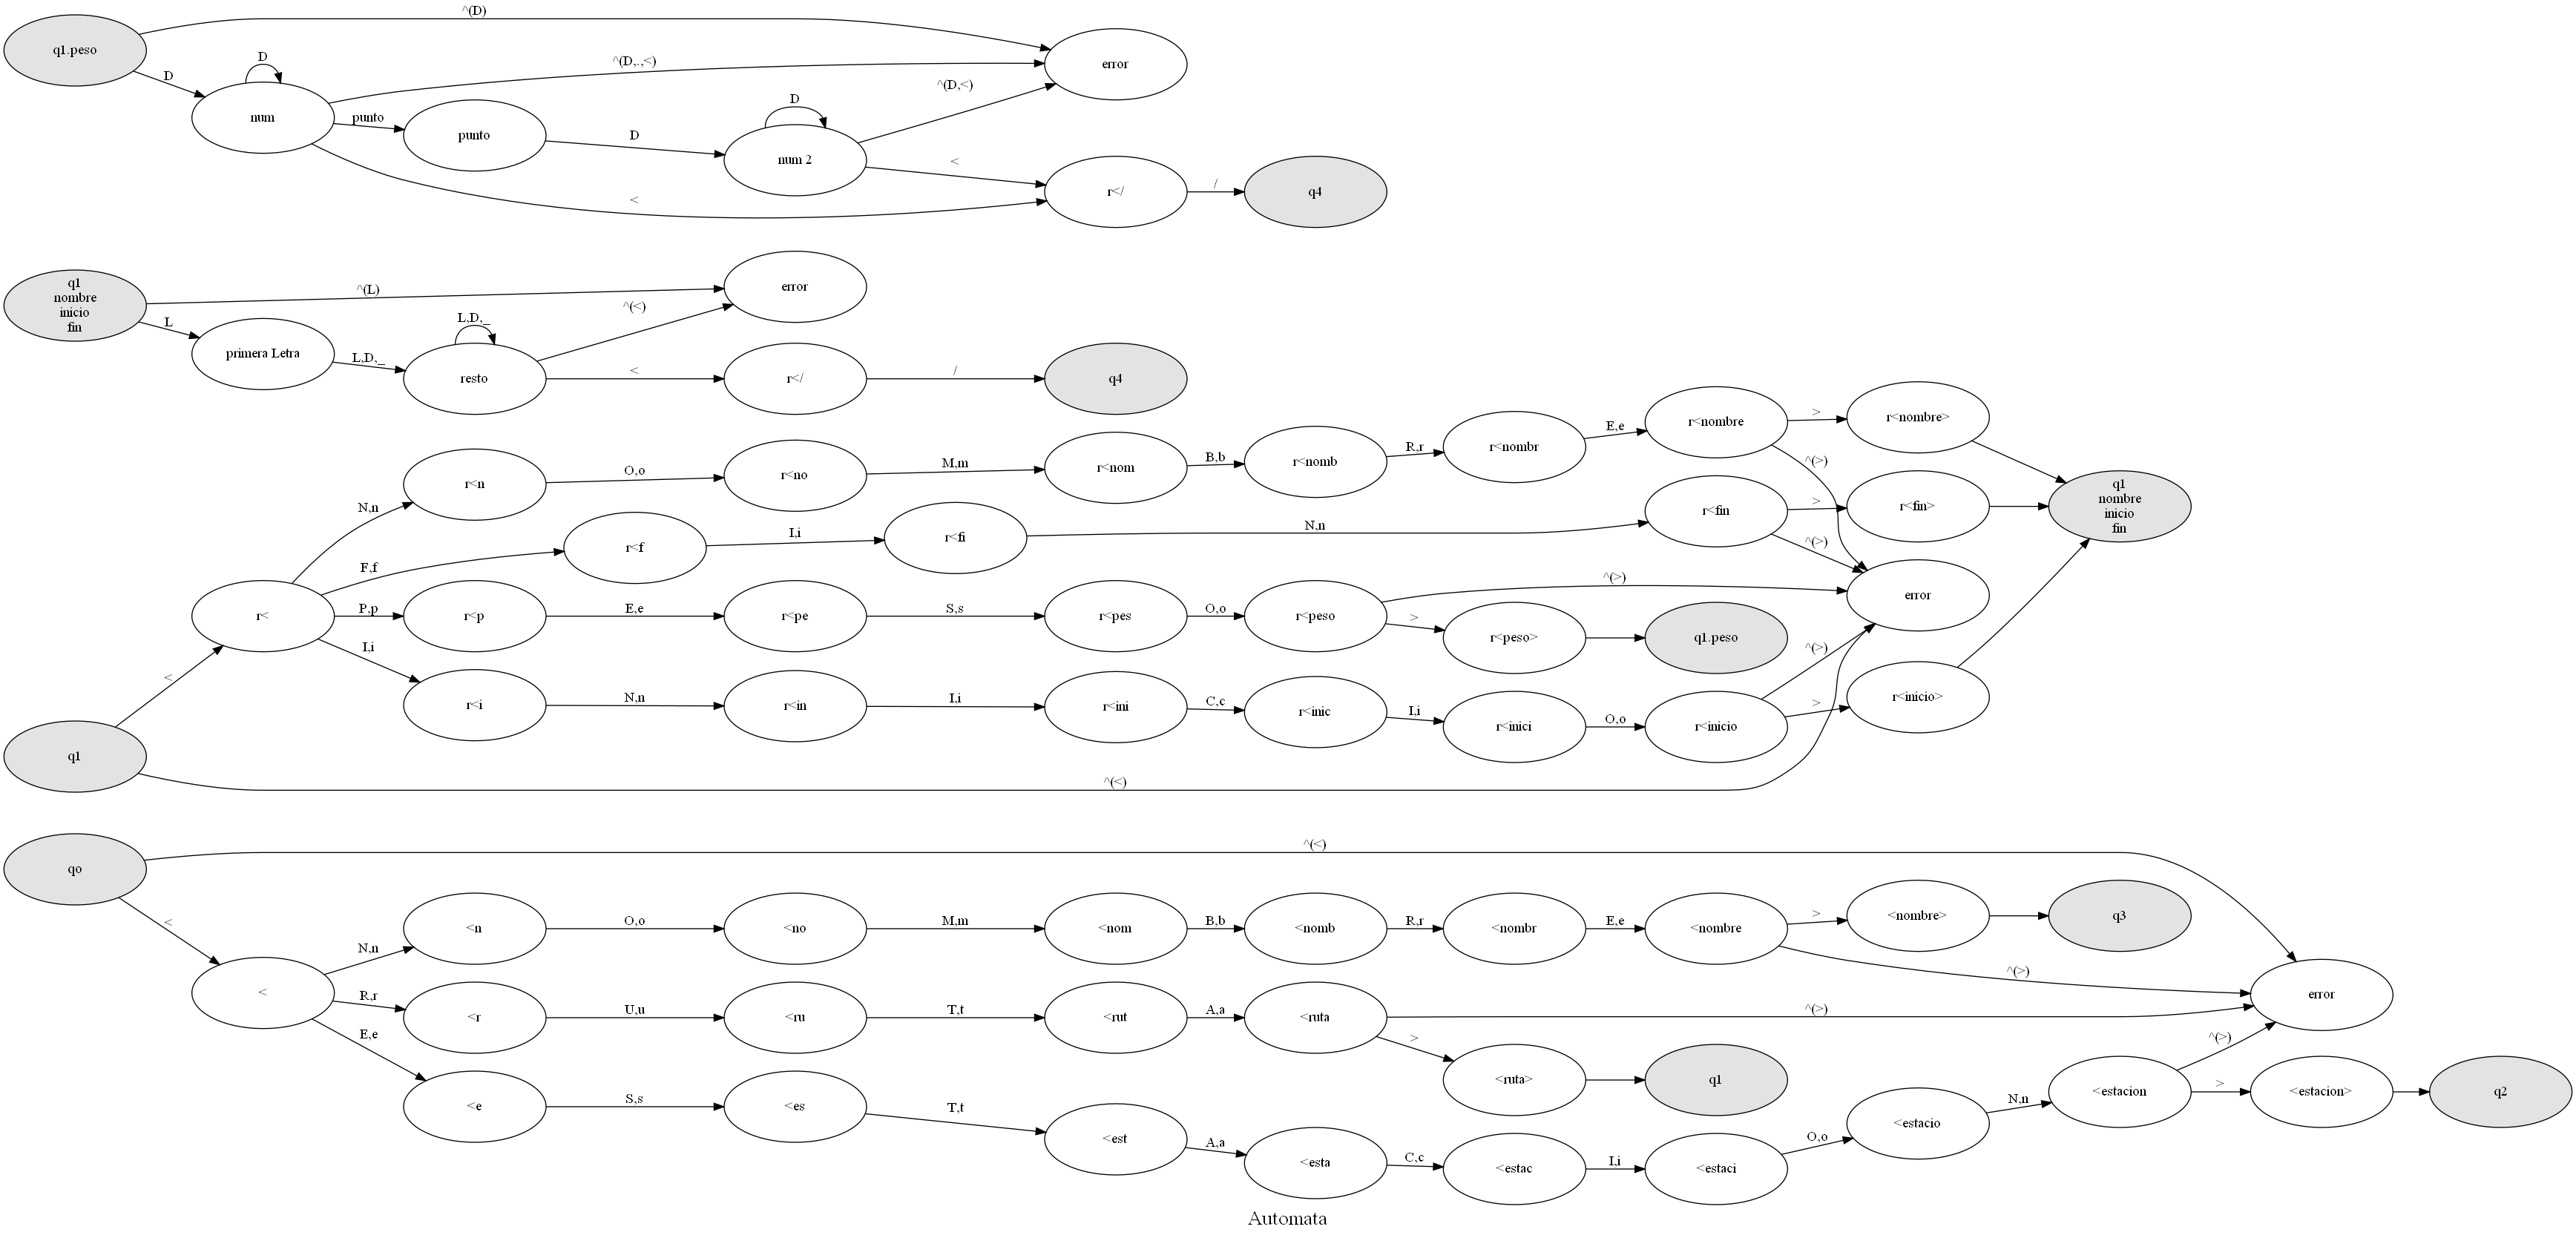 ^(D)
q1.peso
D
D
^(D,.,<)
error
^(D,<)
num
punto
punto
D
D
num 2
<
<
r</
/
q4
q1
nombre
inicio
fin
^(L)
error
L
primera Letra
L,D,_
L,D,_
resto
^(<)
<
r</
/
q4
q1
<
^(<)
r<
N,n
r<n
O,o
r<no
M,m
r<nom
B,b
r<nomb
R,r
r<nombr
E,e
r<nombre
>
r<nombre>
^(>)
q1
nombre
inicio
fin
F,f
r<f
I,i
r<fi
N,n
r<fin
>
r<fin>
^(>)
error
P,p
r<p
E,e
r<pe
S,s
r<pes
O,o
r<peso
^(>)
>
r<peso>
q1.peso
I,i
r<i
N,n
r<in
I,i
r<ini
C,c
r<inic
I,i
r<inici
O,o
r<inicio
^(>)
>
r<inicio>
qo
^(<)
<
<
N,n
<n
O,o
<no
M,m
<nom
B,b
<nomb
R,r
<nombr
E,e
<nombre
>
<nombre>
q3
^(>)
error
R,r
<r
U,u
<ru
T,t
<rut
A,a
<ruta
^(>)
>
<ruta>
q1
E,e
<e
S,s
<es
T,t
<est
A,a
<esta
C,c
<estac
I,i
<estaci
O,o
<estacio
N,n
<estacion
^(>)
>
<estacion>
q2
Automata